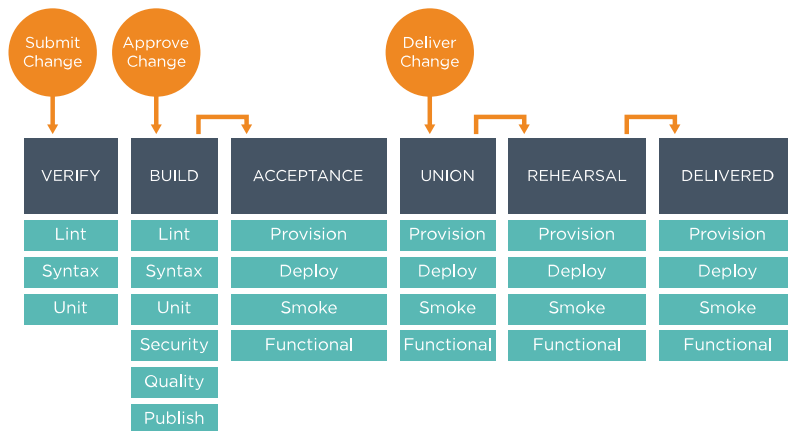 Submit
Change
Approve
Change
Deliver
Change
VERIFY
BUILD
ACCEPTANCE
UNION
REHEARSAL
DELIVERED
Lint
Lint
Provision
Provision
Provision
Provision
Syntax
Syntax
Deploy
Deploy
Deploy
Deploy
Unit
Unit
Smoke
Smoke
Smoke
Smoke
Security
Functional
Functional
Functional
Functional
Quality
Publish